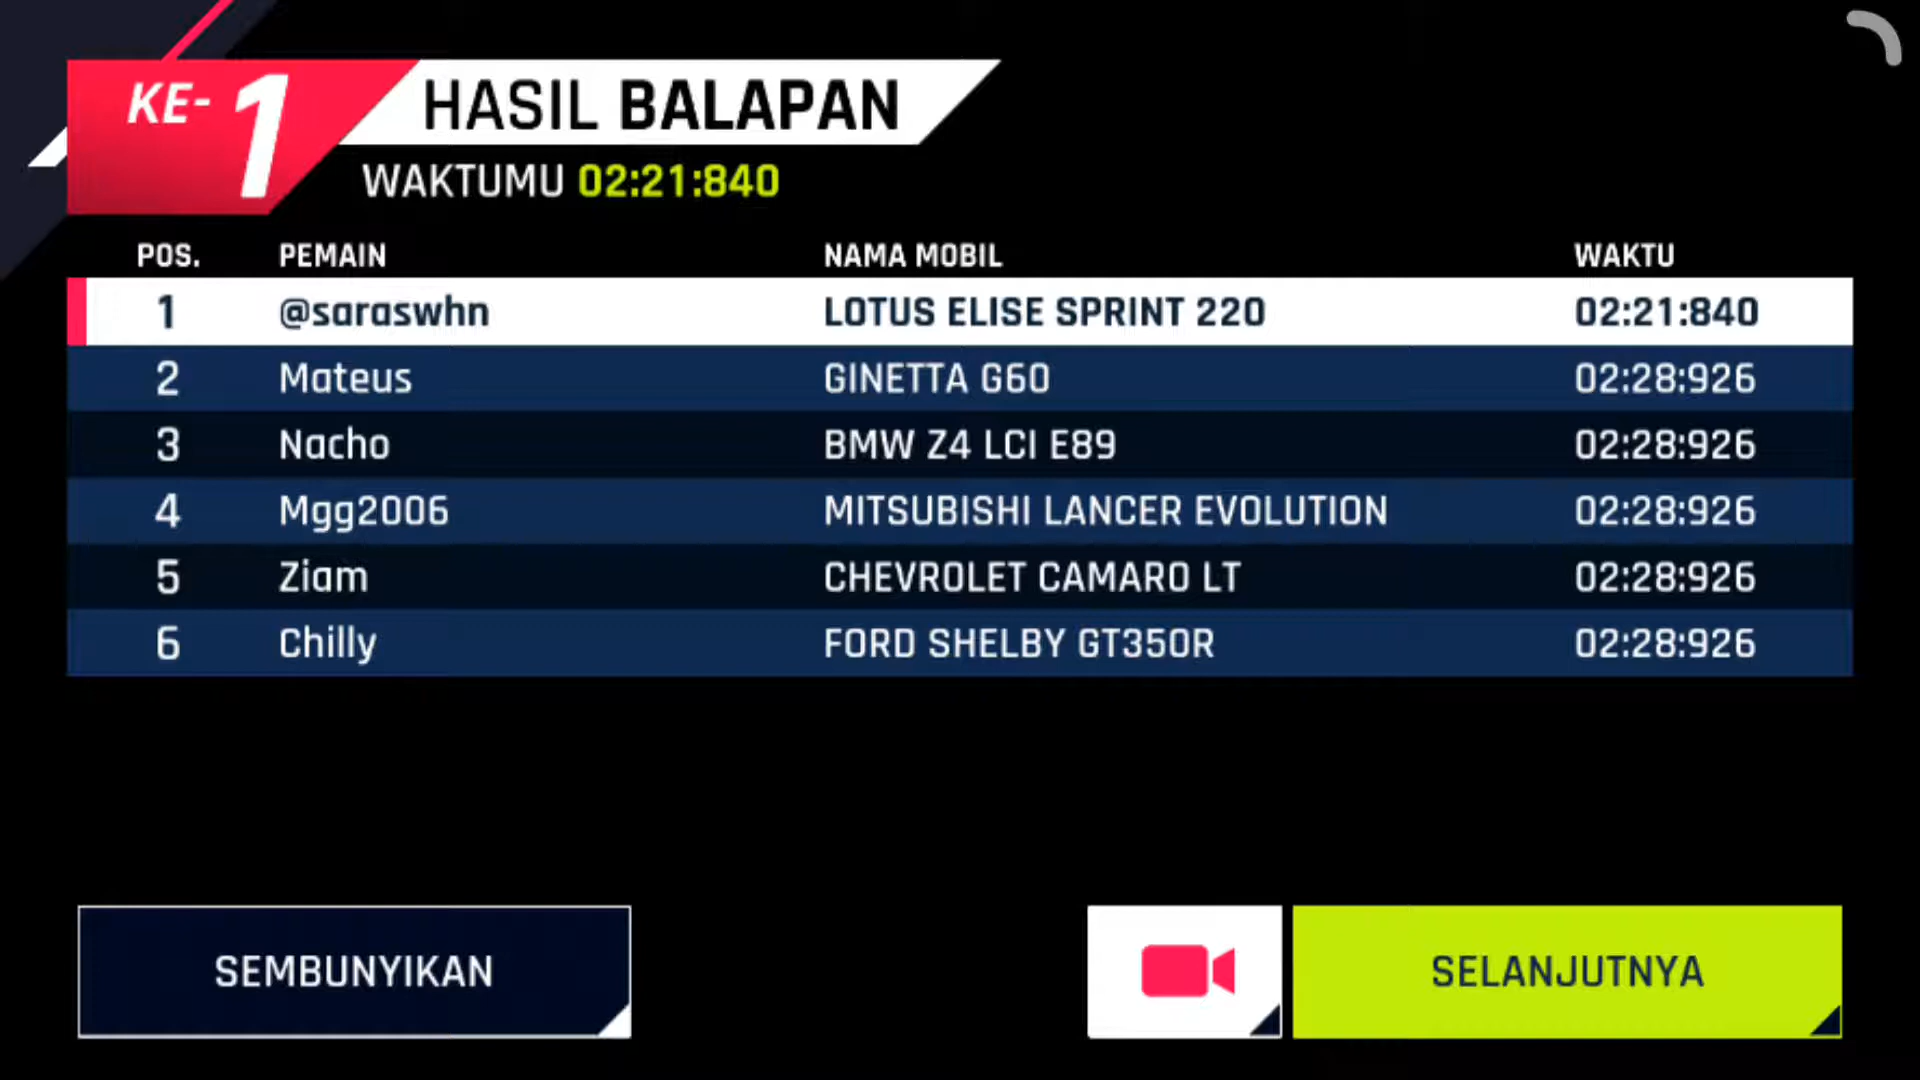 KE-1
HASIL BALAPAN
WAKTUMU 02:21:840
POS. PEMAIN NAMA MOBIL WAKTU
1 @saraswhn LOTUS ELISE SPRINT 220 02:21:840
2 Mateus GINETTA G60 02:28:926
3 Nacho BMW Z4 LCI E89 02:28:926
4 Mgg2006 MITSUBISHI LANCER EVOLUTION 02:28:926
5 Ziam CHEVROLET CAMARO LT 02:28:926
6 Chilly FORD SHELBY GT350R 02:28:926
SEMBUNYIKAN
SELANJUTNYA